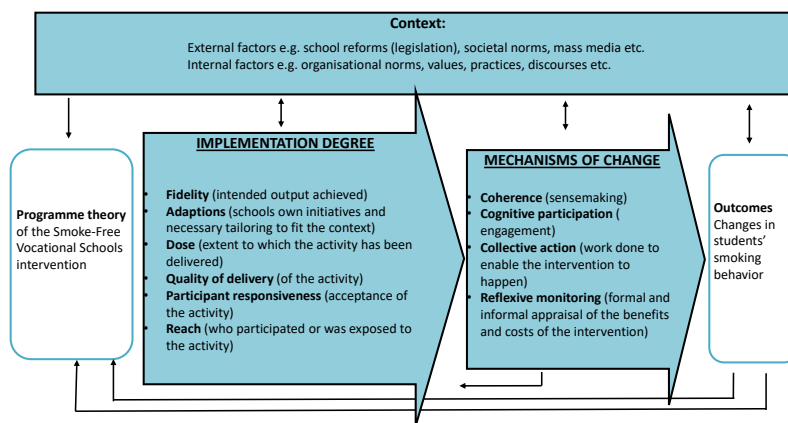 Context:
External factors e.g. school reforms (legislation), societal norms, mass media etc.
Internal factors e.g. organisational norms, values, practices, discourses etc.
Programme theory
of the Smoke-Free
Vocational Schools
intervention
IMPLEMENTATION DEGREE
• Fidelity (intended output achieved)
• Adaptions (schools own initiatives and
necessary tailoring to fit the context)
• Dose (extent to which the activity has been
delivered)
• Quality of delivery (of the activity)
• Participant responsiveness (acceptance of
the activity)
• Reach (who participated or was exposed to
the activity)
MECHANISMS OF CHANGE
• Coherence (sensemaking)
• Cognitive participation (
engagement)
• Collective action (work done to
enable the intervention to
happen)
• Reflexive monitoring (formal and
informal appraisal of the benefits
and costs of the intervention)
Outcomes
Changes in
students’
smoking
behavior